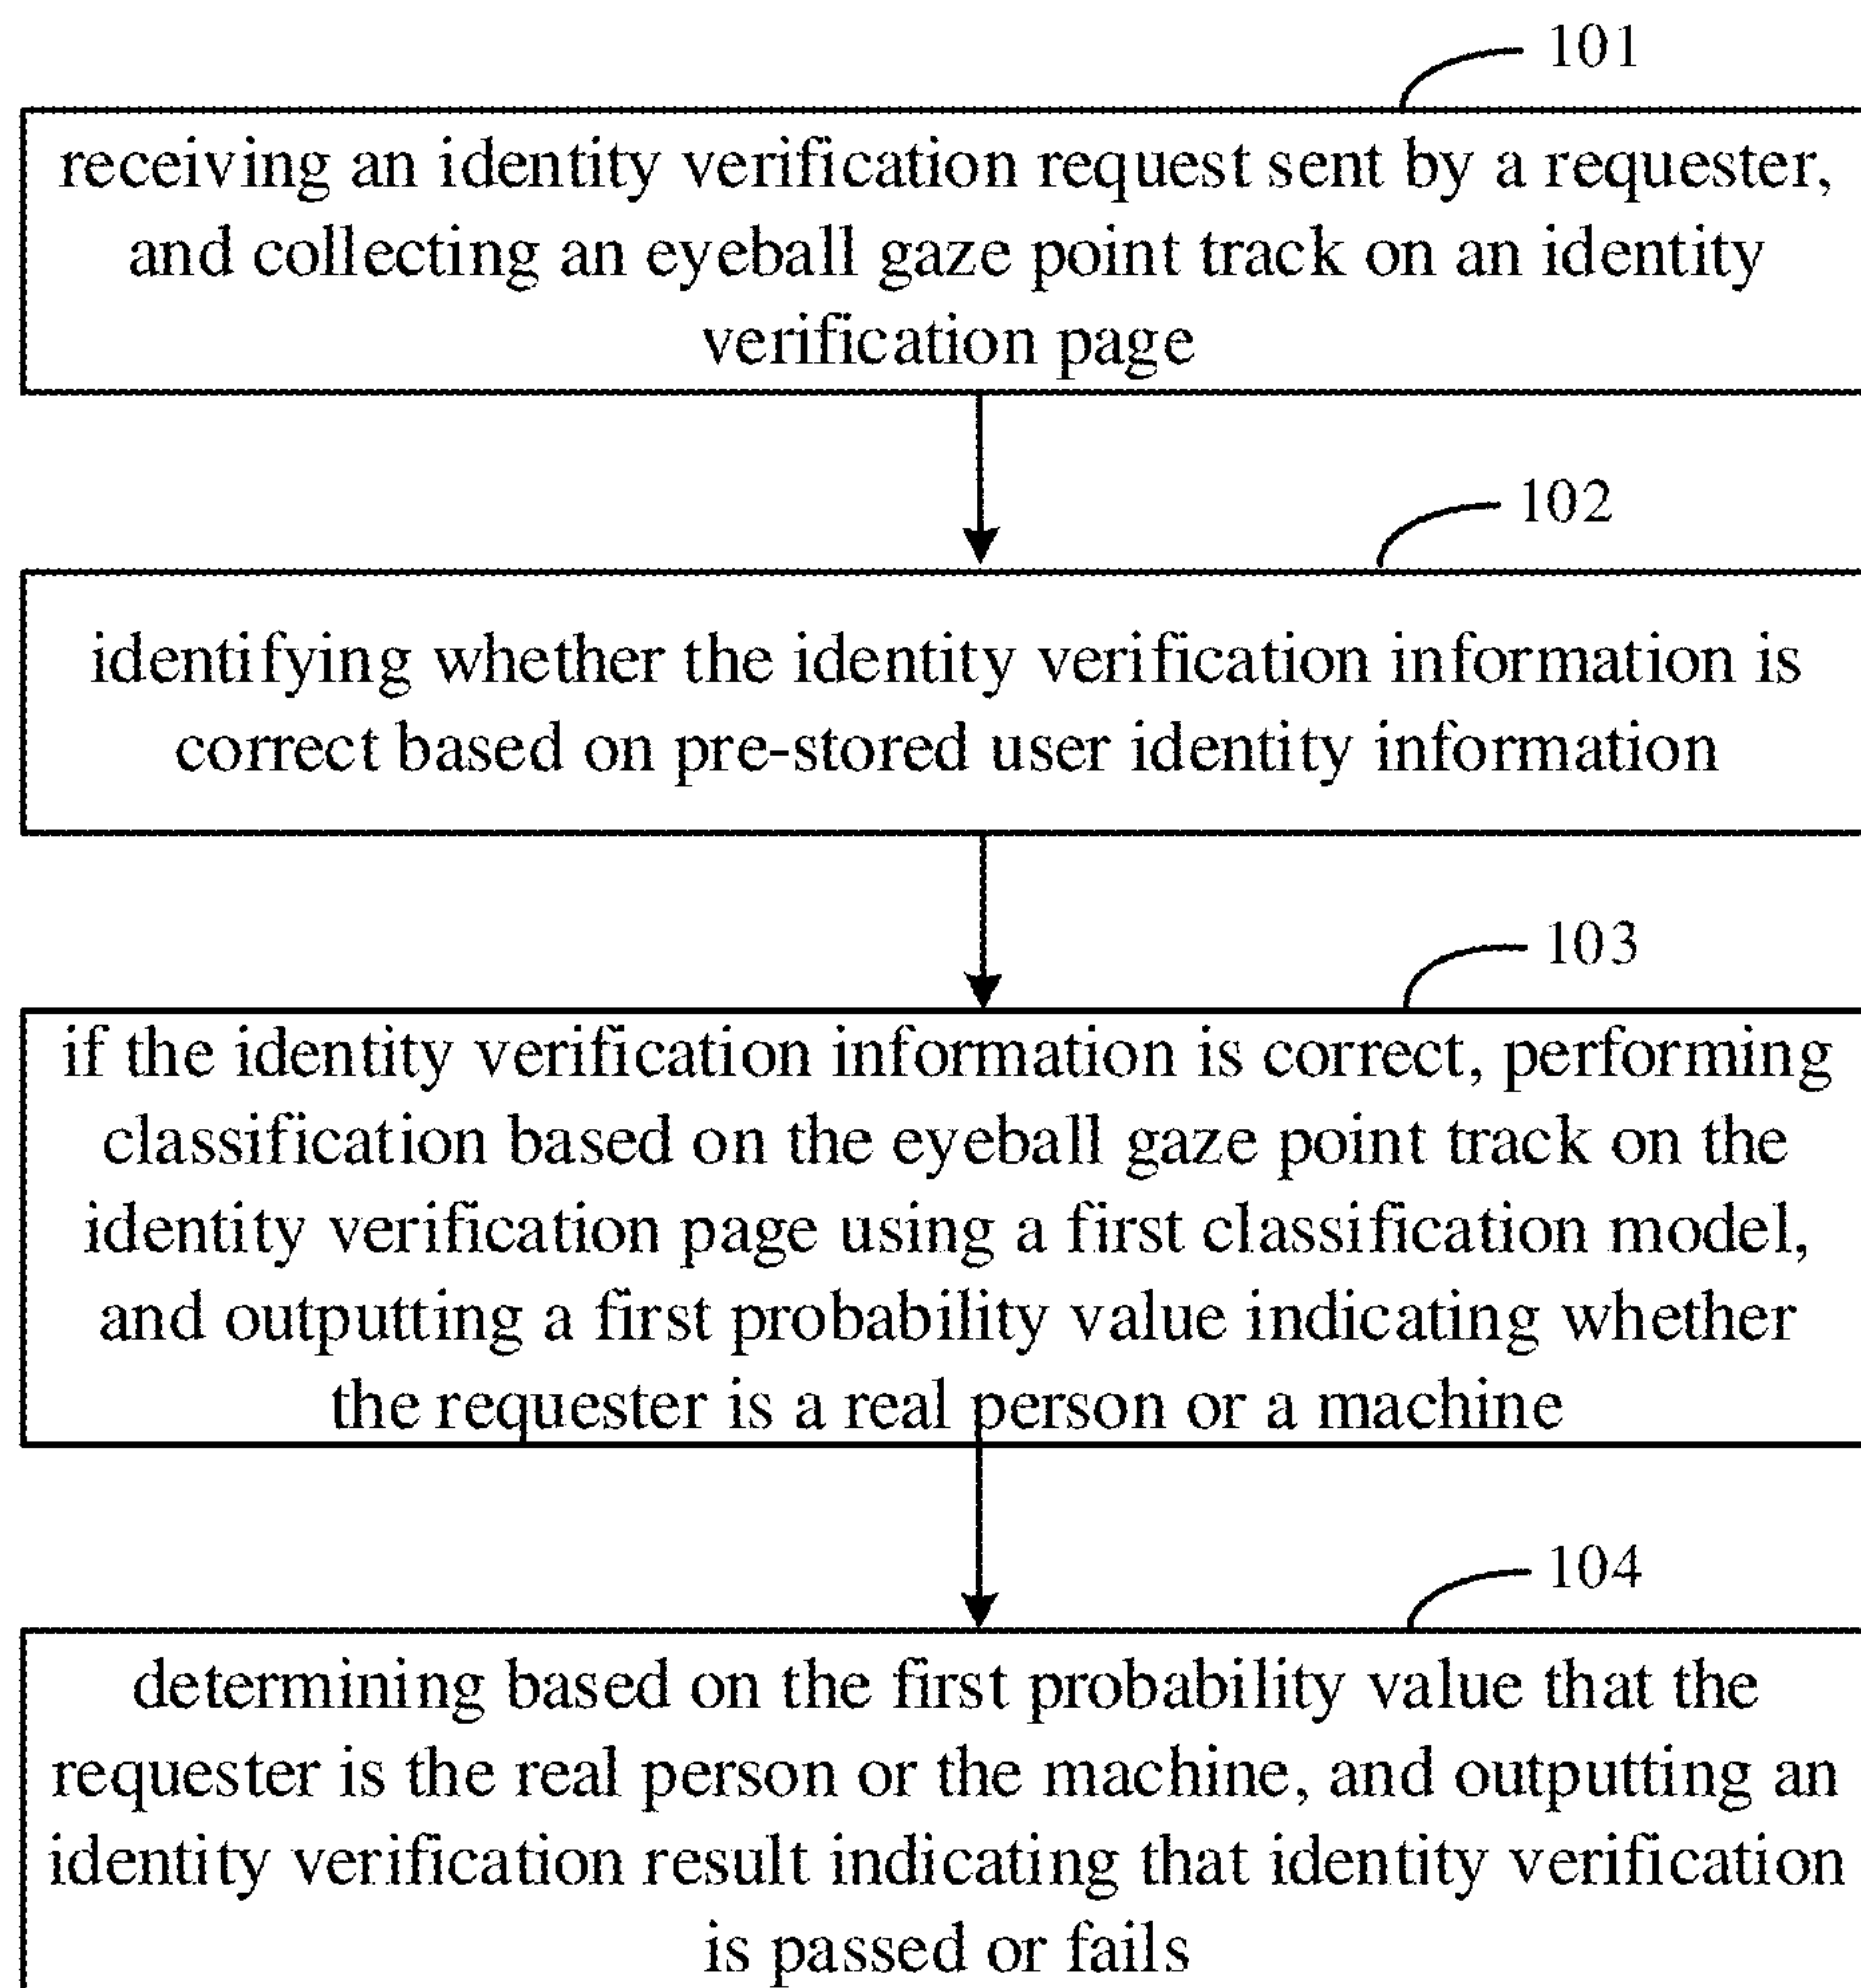 101
receiving an identity verification request sent by a requester,
and collecting an eyeball gaze point track on an identity
verification page
102
identifying whether the identity verification information is
correct based on pre-stored user identity information
103
if the identity verification information is correct, performing
classification based on the eyeball gaze point track on the
identity verification page using a first classification model,
and outputting a first probability value indicating whether
the requester is a real person or a machine
104
determining based on the first probability value that the
requester is the real person or the machine, and outputting an
identity verification result indicating that identity verification
is passed or fails